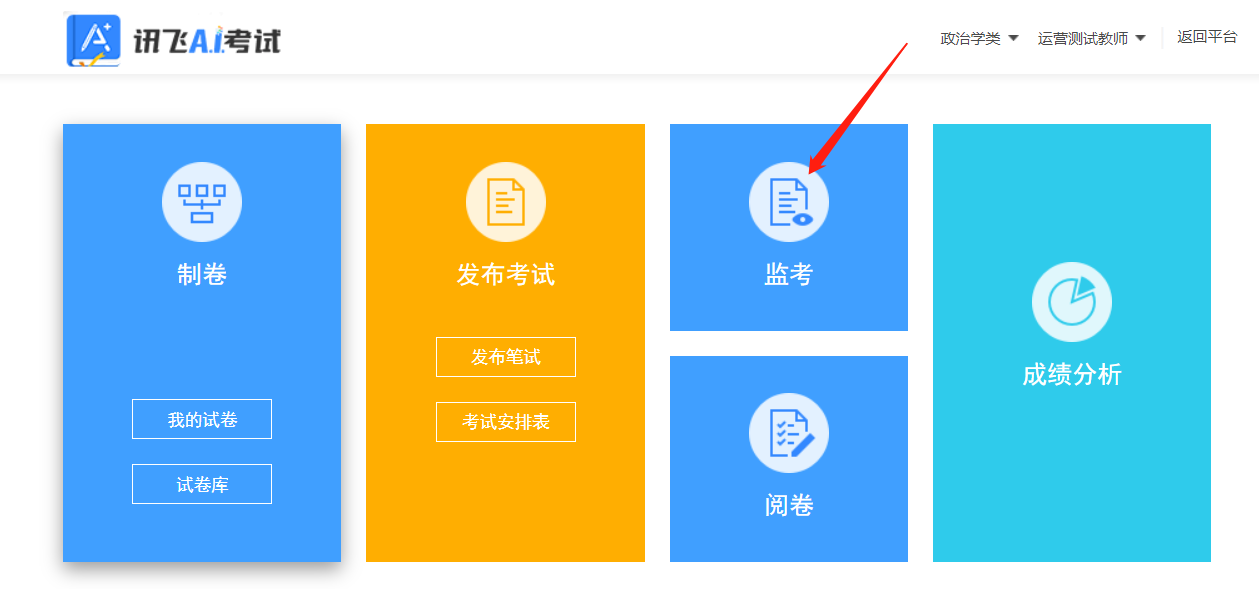 讯飞A.i.考试
政治学类
运营测试教师
返回平台
制卷
我的试卷
试卷库
发布考试
发布笔试
考试安排表
监考
阅卷
成绩分析